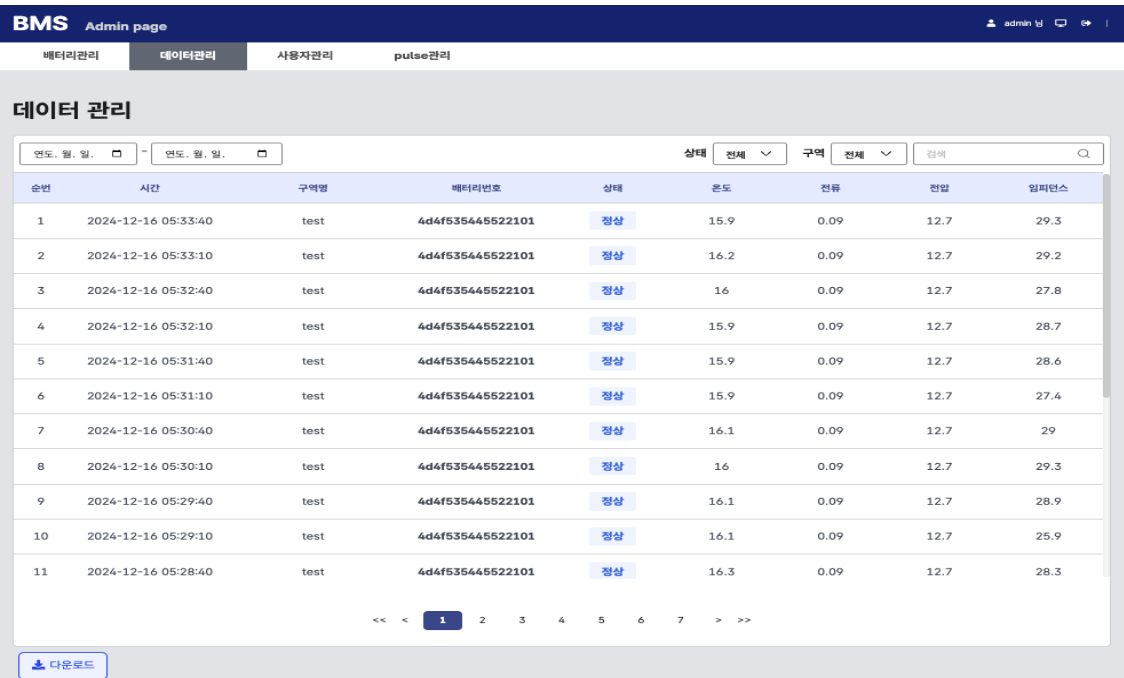 BMS Admin page admin 님
배터리관리 데이터관리 사용자관리 pulse관리
데이터 관리
연도. 월. 일. - 연도. 월. 일. 상태 전체 구역 전체 검색
순번 시간 구역명 배터리번호 상태 온도 전류 전압 임피던스
1 2024-12-16 05:33:40 test 4d4f535445522101 정상 15.9 0.09 12.7 29.3
2 2024-12-16 05:33:10 test 4d4f535445522101 정상 16.2 0.09 12.7 29.2
3 2024-12-16 05:32:40 test 4d4f535445522101 정상 16 0.09 12.7 27.8
4 2024-12-16 05:32:10 test 4d4f535445522101 정상 15.9 0.09 12.7 28.7
5 2024-12-16 05:31:40 test 4d4f535445522101 정상 15.9 0.09 12.7 28.6
6 2024-12-16 05:31:10 test 4d4f535445522101 정상 15.9 0.09 12.7 27.4
7 2024-12-16 05:30:40 test 4d4f535445522101 정상 16.1 0.09 12.7 29
8 2024-12-16 05:30:10 test 4d4f535445522101 정상 16 0.09 12.7 29.3
9 2024-12-16 05:29:40 test 4d4f535445522101 정상 16.1 0.09 12.7 28.9
10 2024-12-16 05:29:10 test 4d4f535445522101 정상 16.1 0.09 12.7 25.9
11 2024-12-16 05:28:40 test 4d4f535445522101 정상 16.3 0.09 12.7 28.3
<< < 1 2 3 4 5 6 7 > >>
다운로드